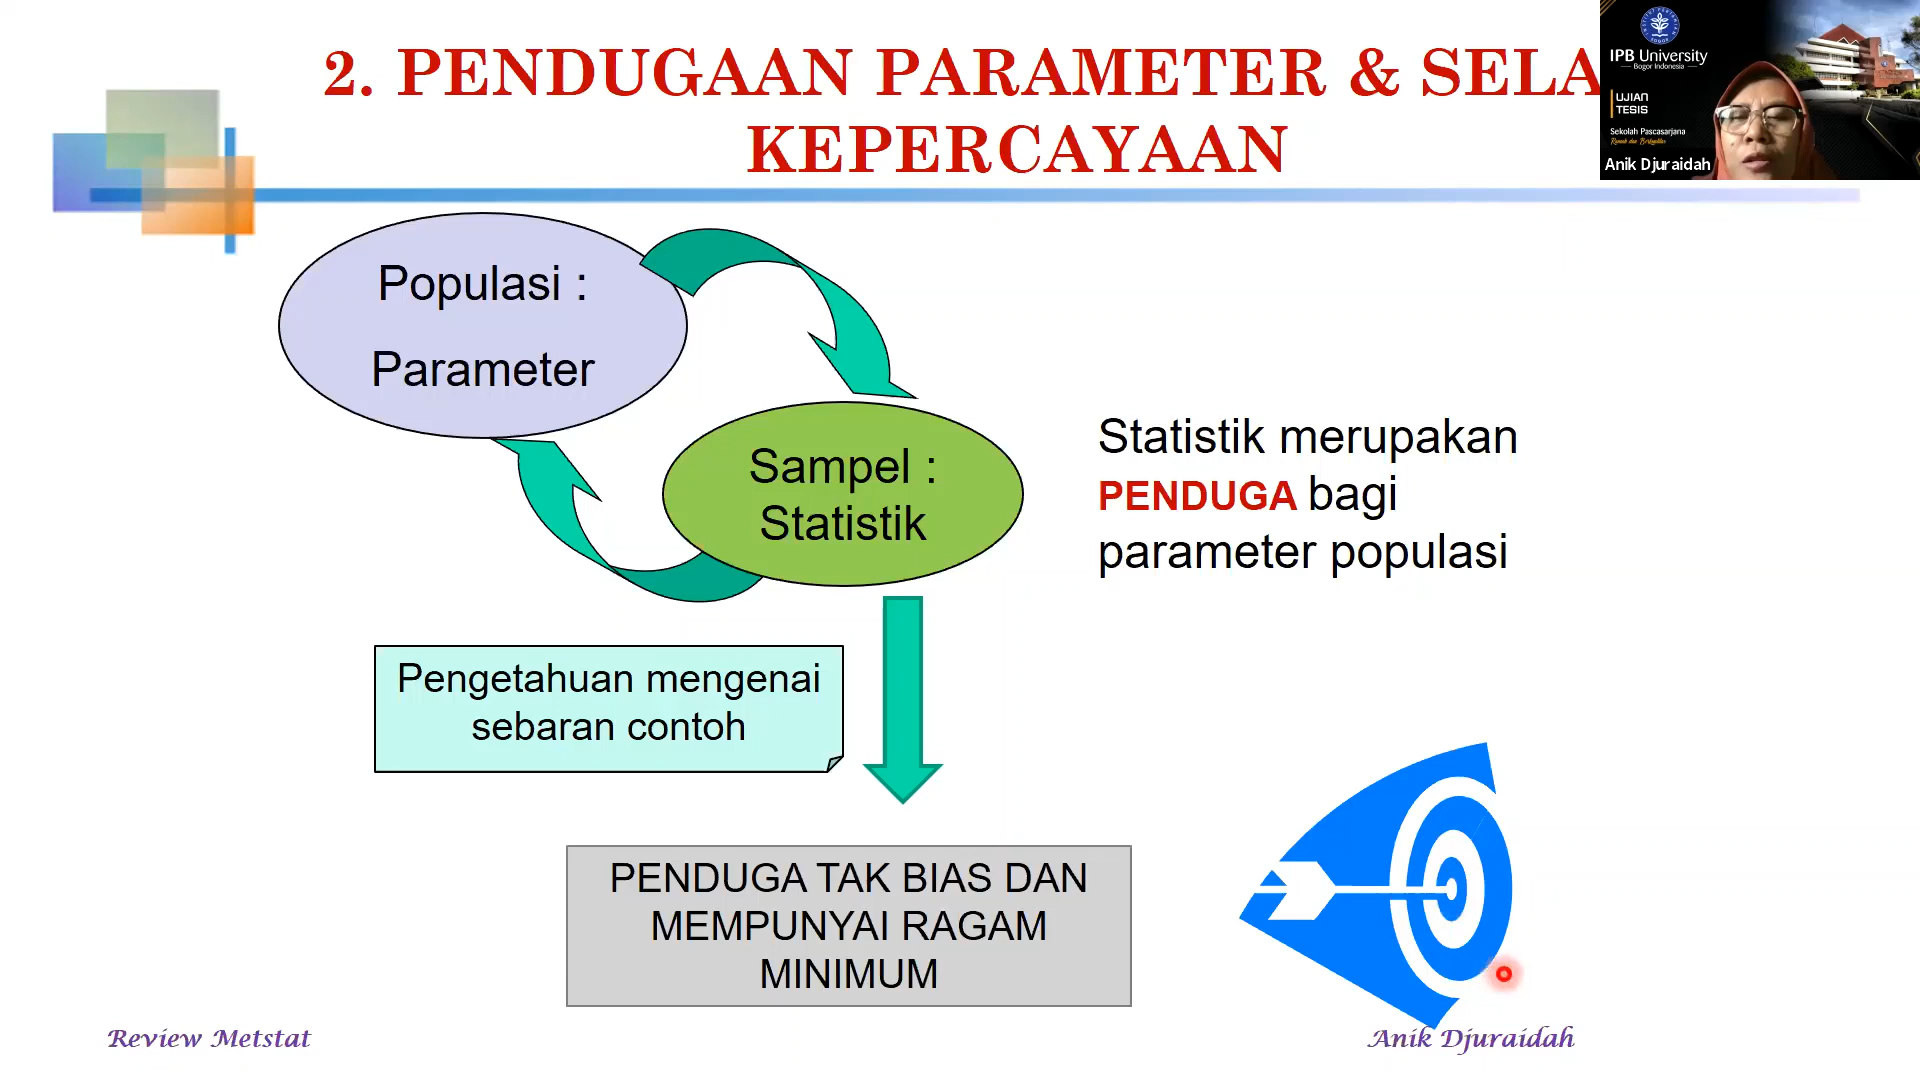 2. PENDUGAAN PARAMETER & SELA
KEPERCAYAAN
IPB University
Bogor Indonesia
UJIAN
TESIS
Sekolah Pascasarjana
Anik Djuraidah
Populasi :
Parameter
Sampel :
Statistik
Statistik merupakan
PENDUGA bagi
parameter populasi
Pengetahuan mengenai
sebaran contoh
PENDUGA TAK BIAS DAN
MEMPUNYAI RAGAM
MINIMUM
Review Metstat
Anik Djuraidah